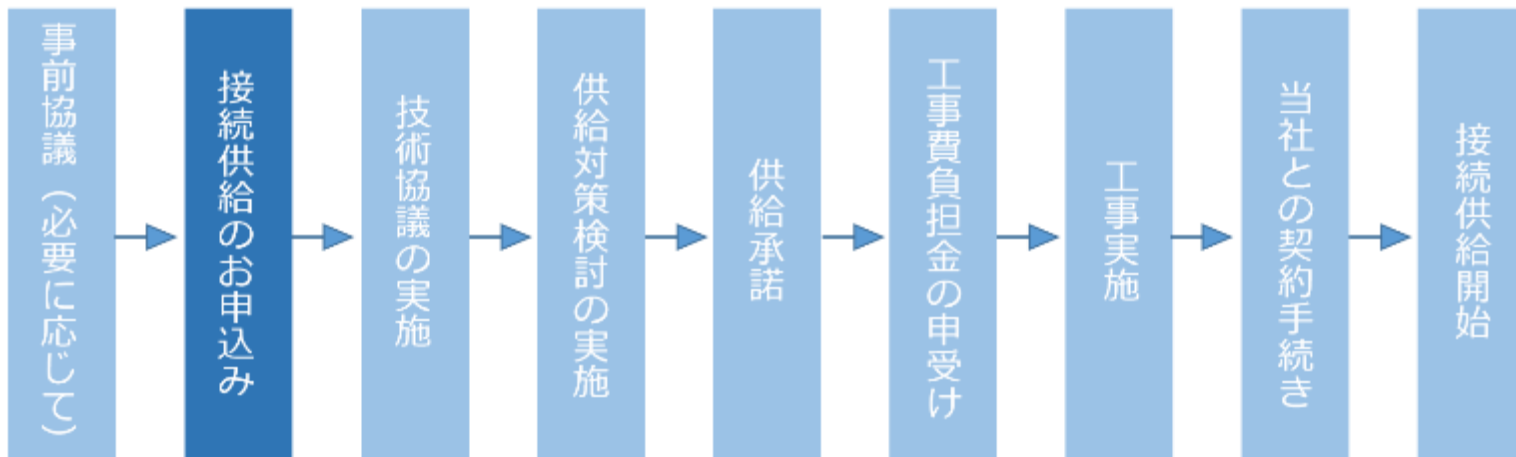 事前協議（必要に応じて）
接続供給のお申込み
技術協議の実施
供給対策検討の実施
供給承諾
工事費負担金の申受け
工事実施
当社との契約手続き
接続供給開始